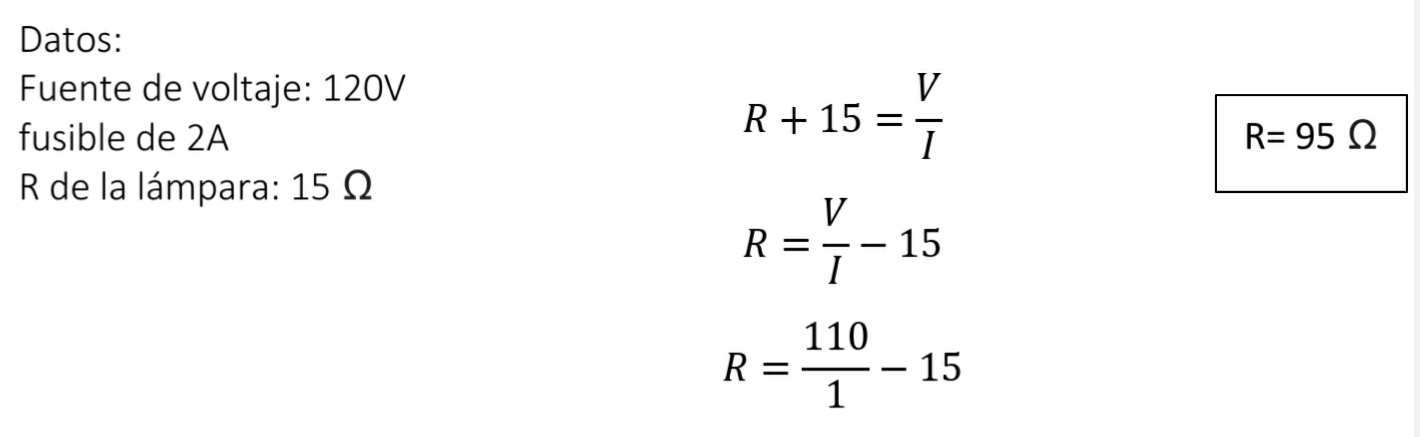 Datos:
Fuente de voltaje: 120V
fusible de 2A
R de la lámpara: 15 Ω
R + 15 = V/I
R = V/I − 15
R = 110/1 − 15
R= 95 Ω